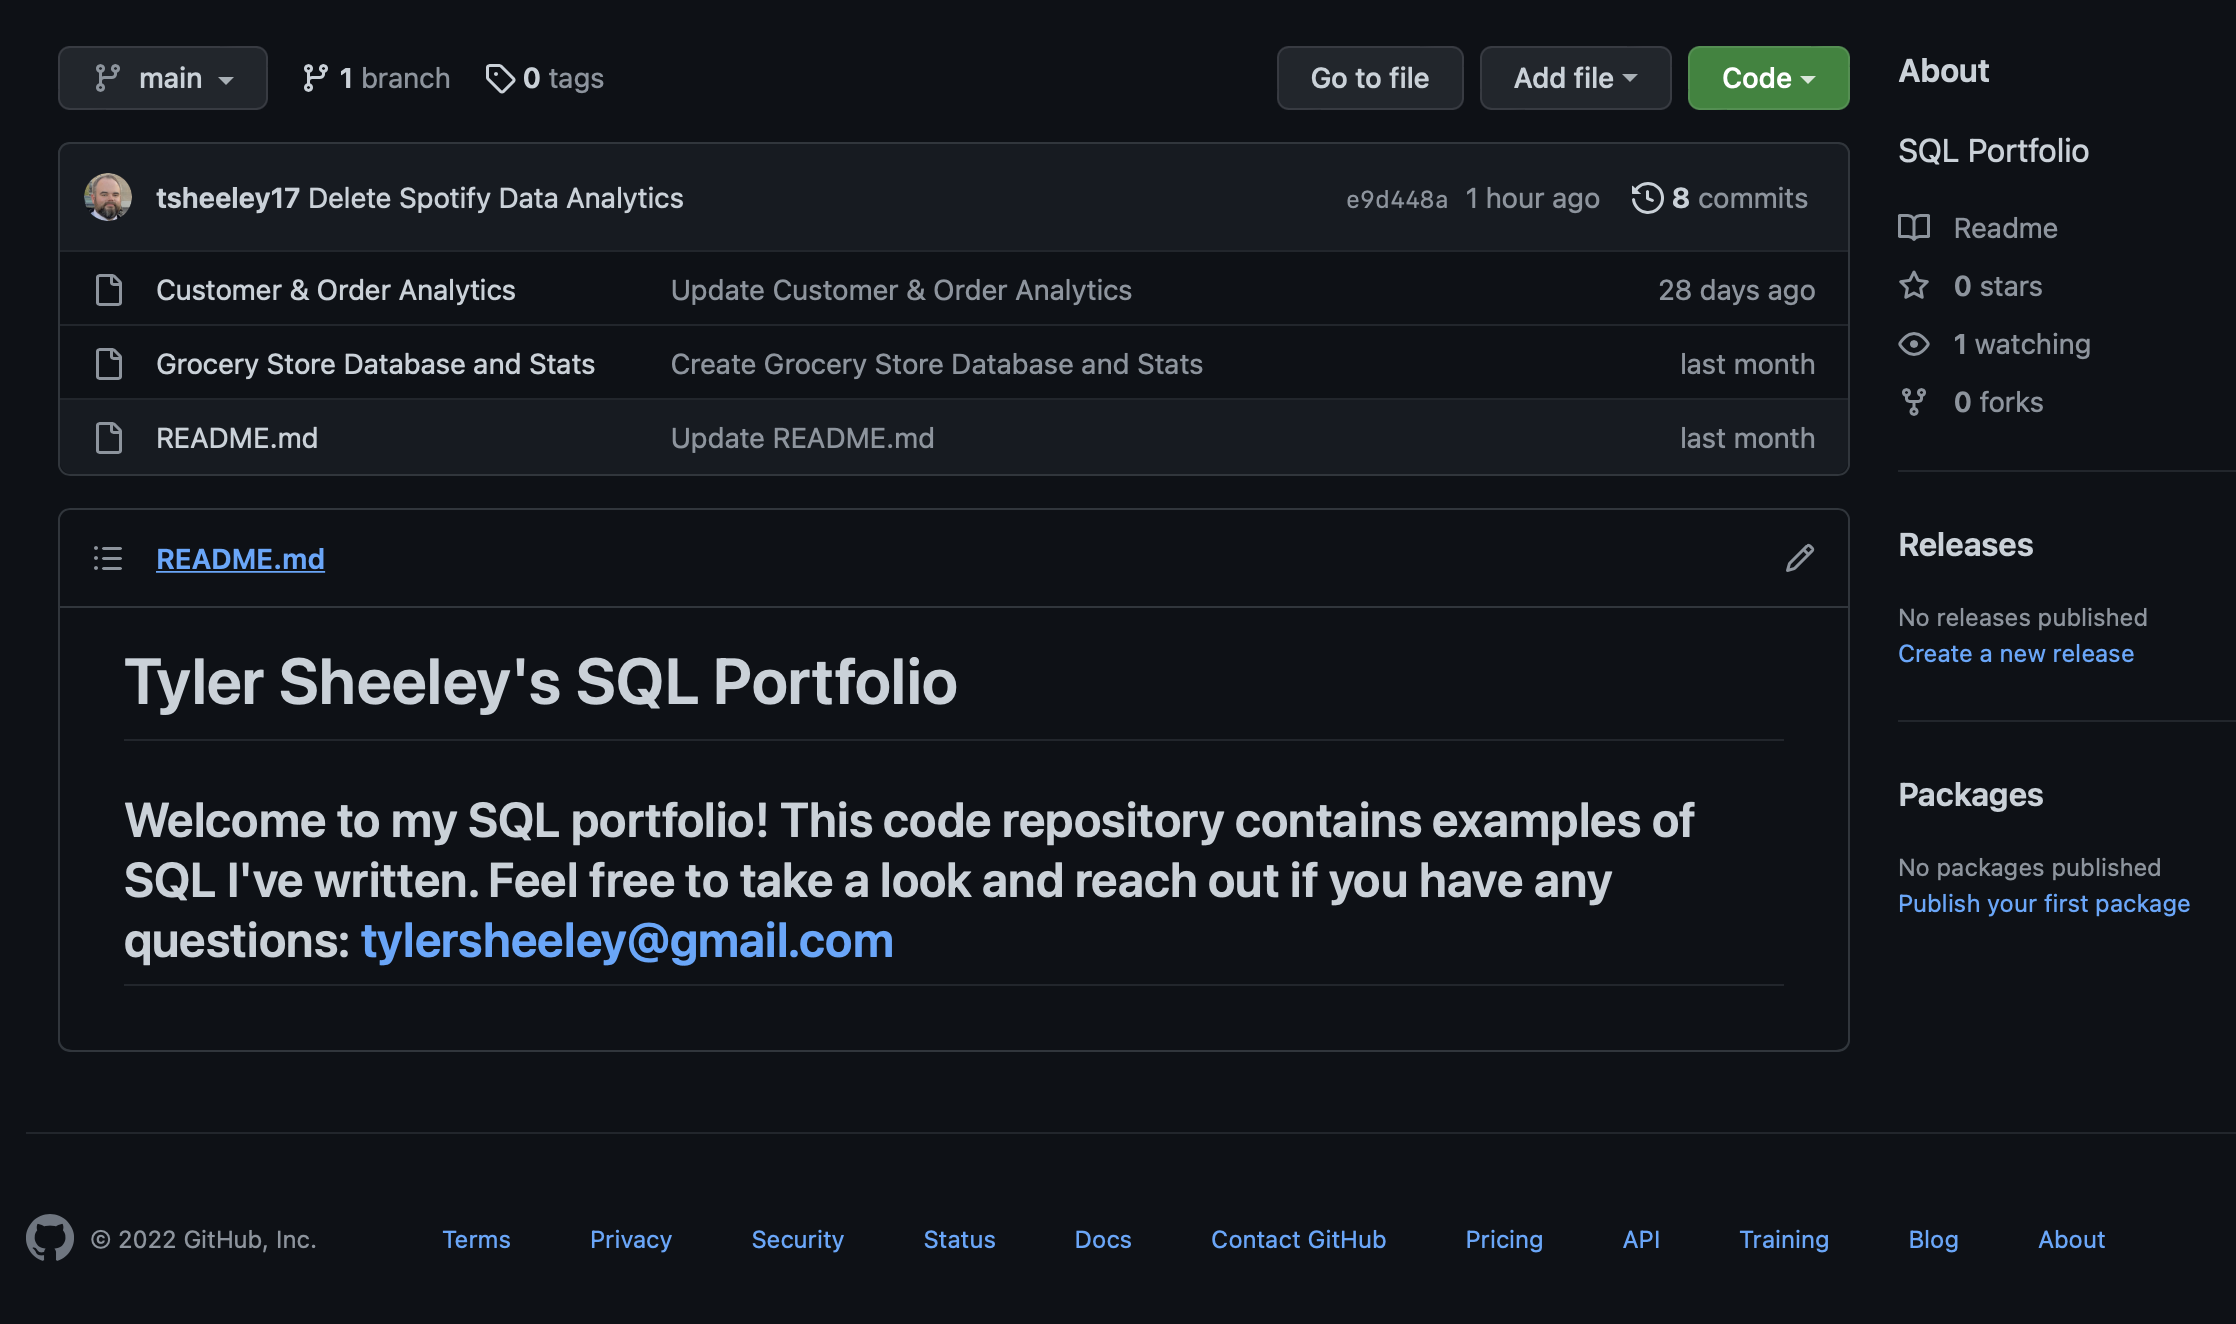 main
1 branch
0 tags
Go to file
Add file
Code
tsheeley17 Delete Spotify Data Analytics
e9d448a 1 hour ago
8 commits
Customer & Order Analytics
Update Customer & Order Analytics
28 days ago
Grocery Store Database and Stats
Create Grocery Store Database and Stats
last month
README.md
Update README.md
last month
README.md
Tyler Sheeley's SQL Portfolio
Welcome to my SQL portfolio! This code repository contains examples of
SQL I've written. Feel free to take a look and reach out if you have any
questions: tylersheeley@gmail.com
About
SQL Portfolio
Readme
0 stars
1 watching
0 forks
Releases
No releases published
Create a new release
Packages
No packages published
Publish your first package
© 2022 GitHub, Inc.
Terms
Privacy
Security
Status
Docs
Contact GitHub
Pricing
API
Training
Blog
About